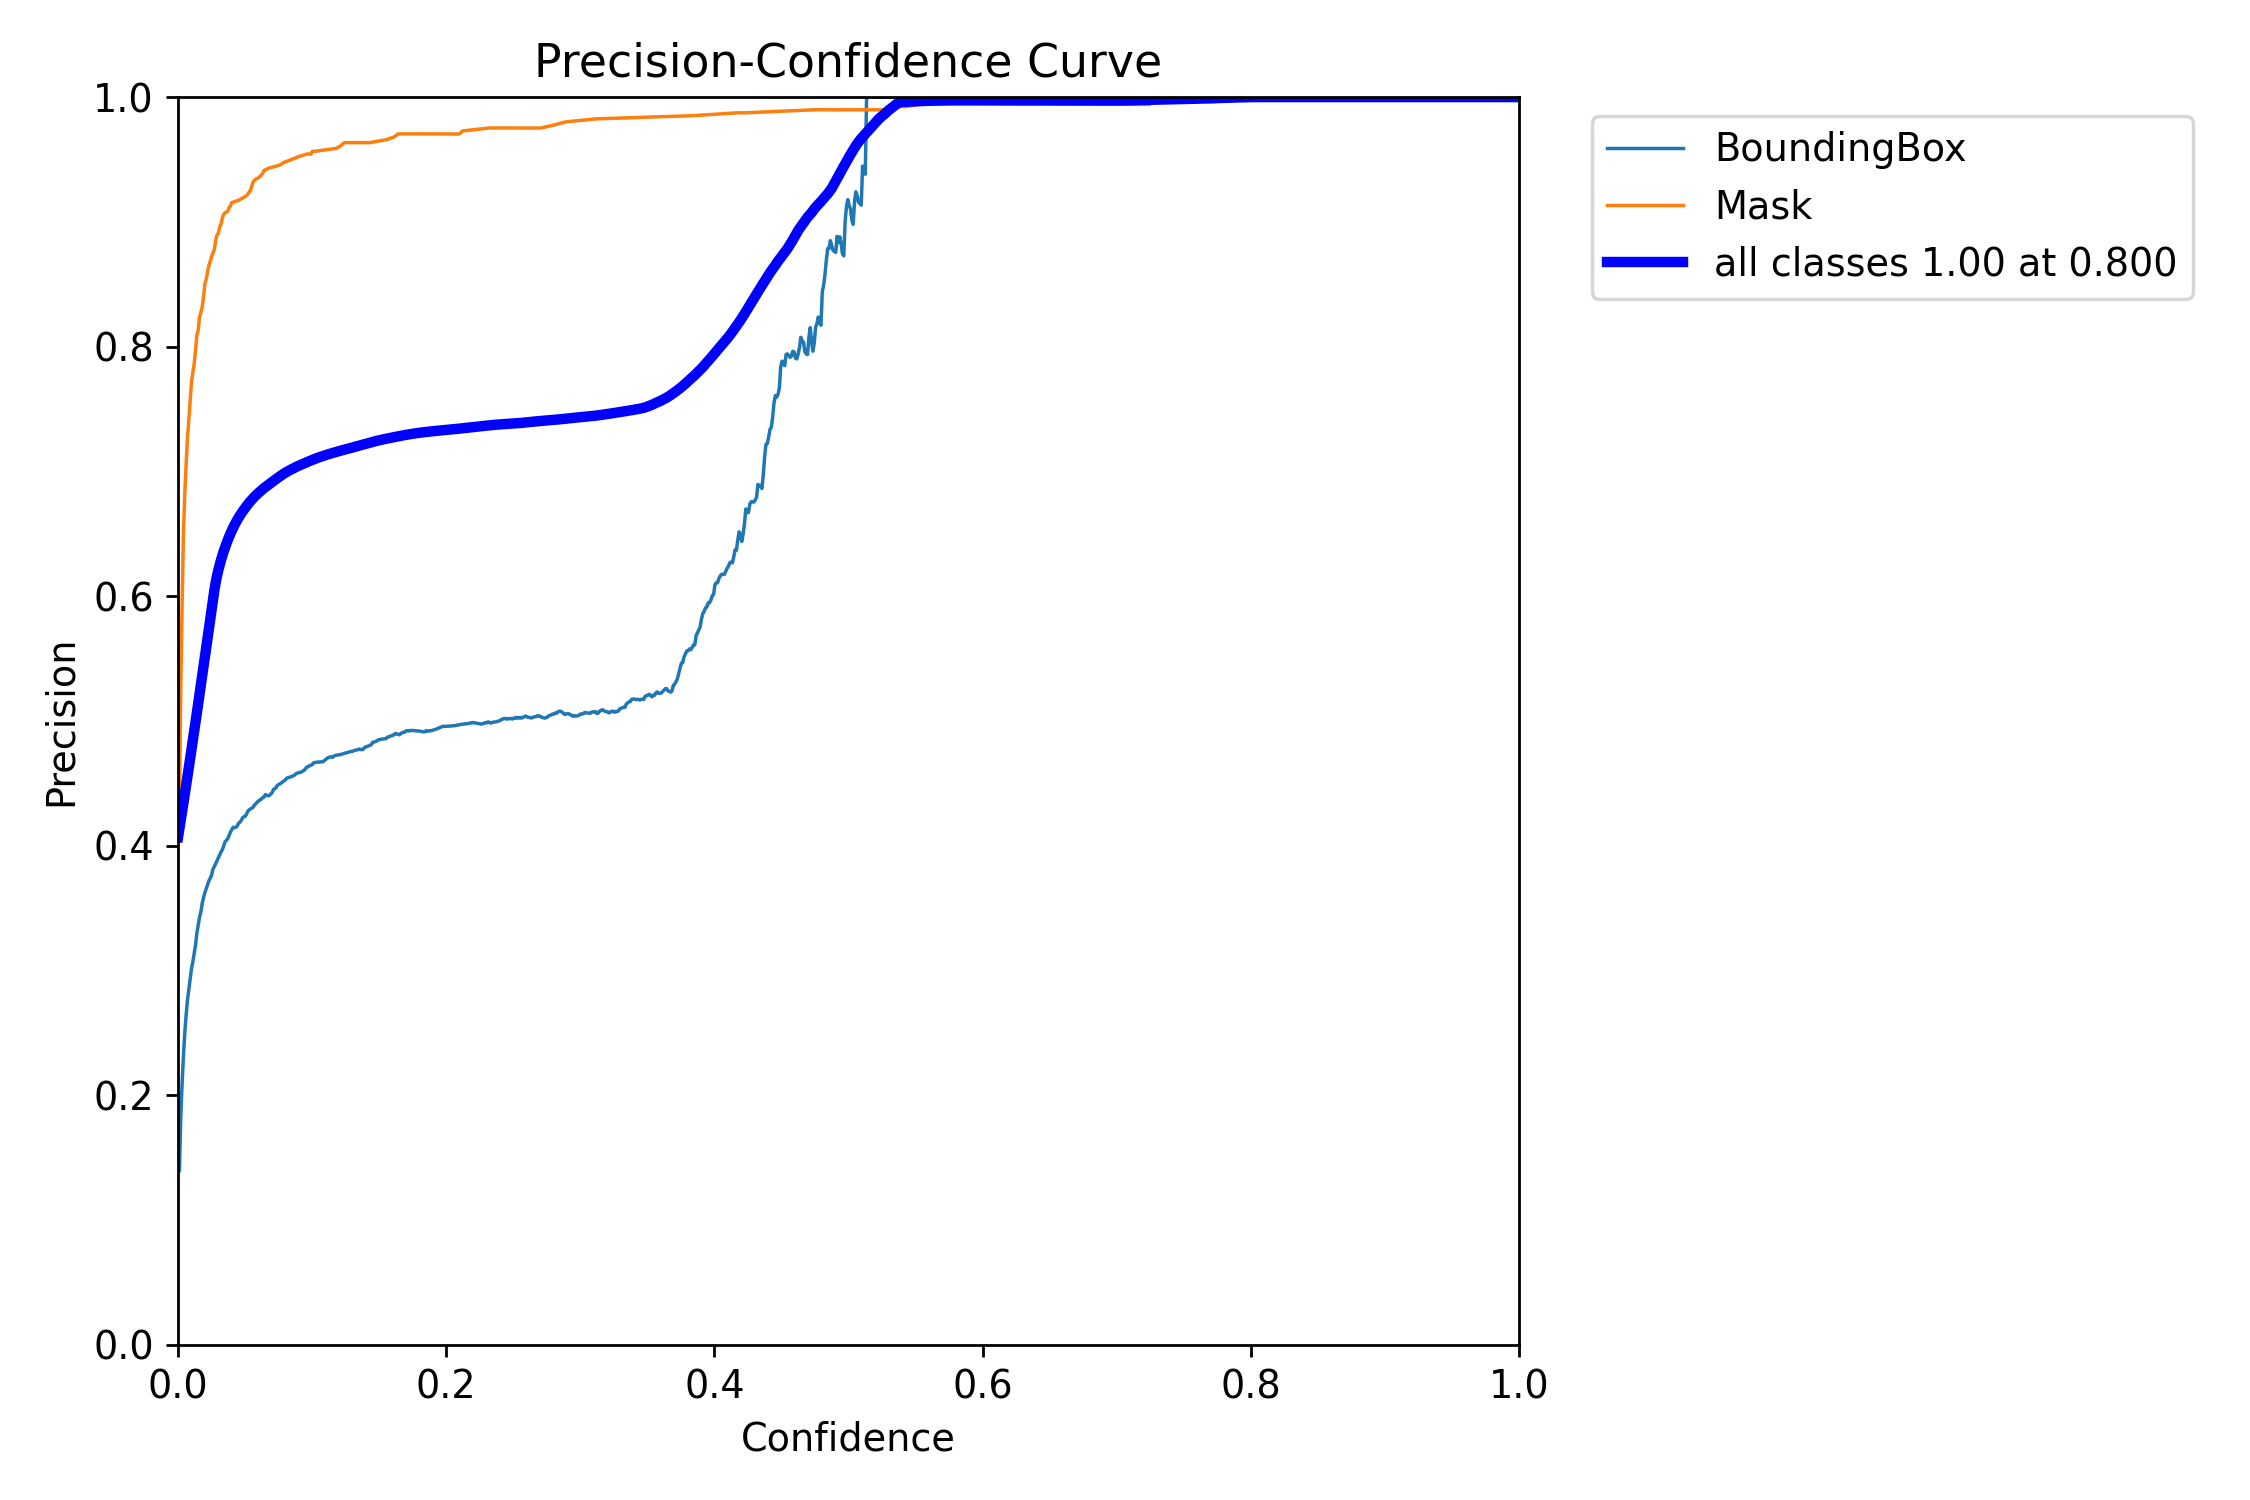 Precision-Confidence Curve
1.0
0.8
0.6
0.4
0.2
0.0
Precision
0.0 0.2 0.4 0.6 0.8 1.0
Confidence
BoundingBox
Mask
all classes 1.00 at 0.800